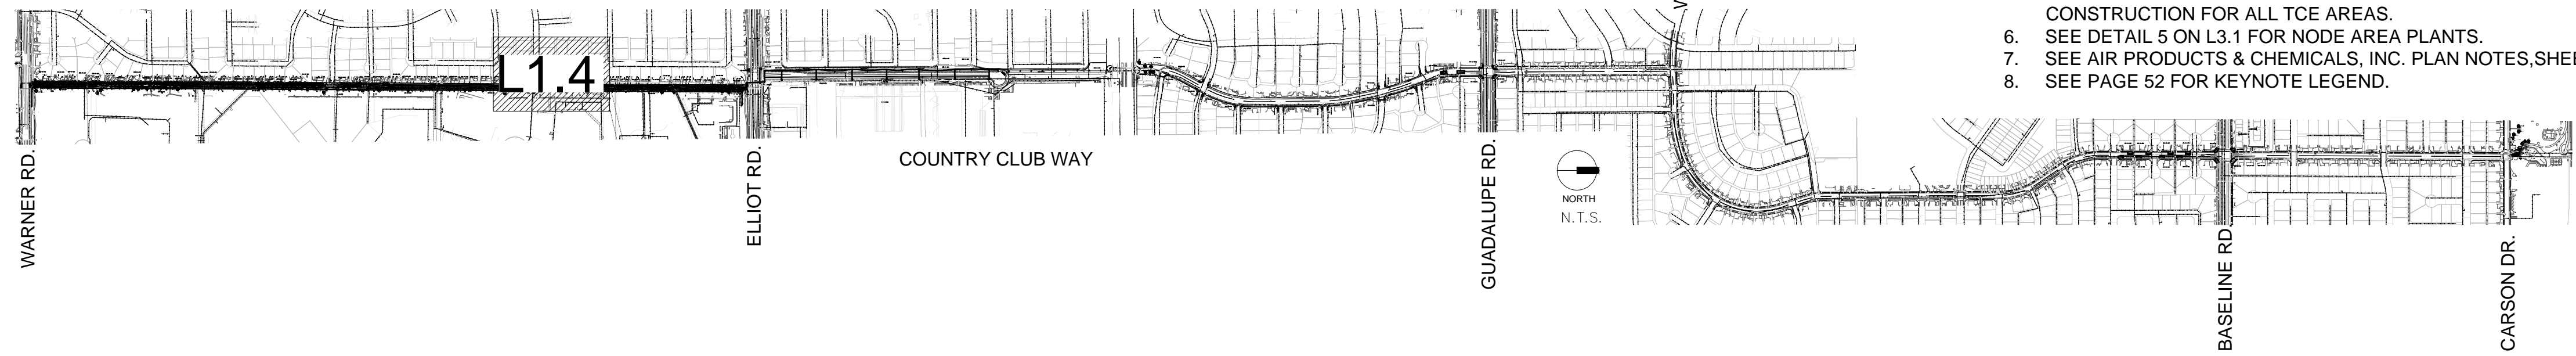 CONSTRUCTION FOR ALL TCE AREAS.
6. SEE DETAIL 5 ON L3.1 FOR NODE AREA PLANTS.
7. SEE AIR PRODUCTS & CHEMICALS, INC. PLAN NOTES,SHEE
8. SEE PAGE 52 FOR KEYNOTE LEGEND.
L1.4
COUNTRY CLUB WAY
WARNER RD.
ELLIOT RD.
GUADALUPE RD.
NORTH
N.T.S.
BASELINE RD.
CARSON DR.